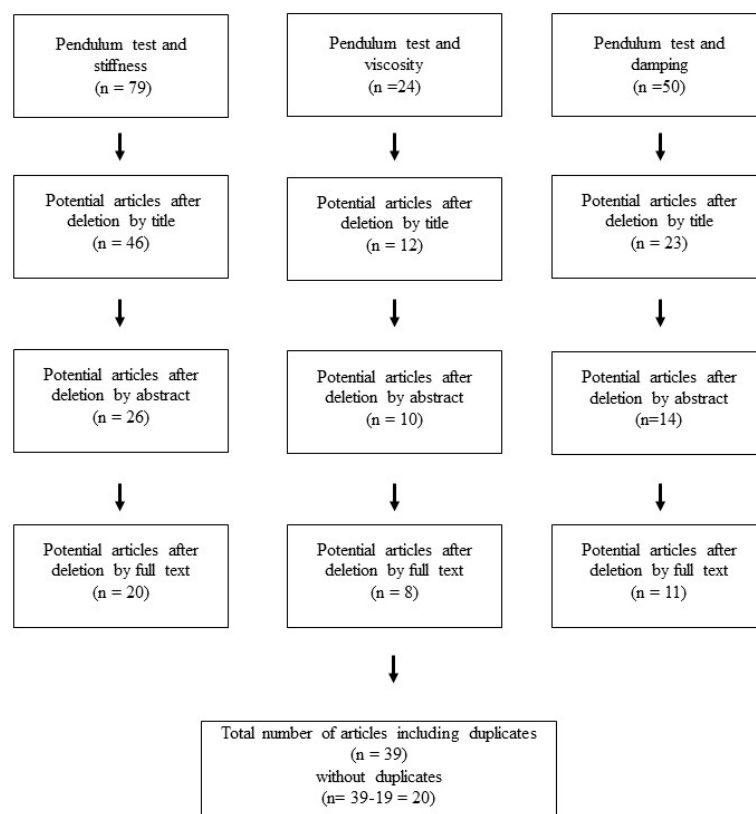 Pendulum test and
stiffness
(n = 79)
Pendulum test and
viscosity
(n =24)
Pendulum test and
damping
(n =50)
Potential articles after
deletion by title
(n = 46)
Potential articles after
deletion by title
(n = 12)
Potential articles after
deletion by title
(n = 23)
Potential articles after
deletion by abstract
(n = 26)
Potential articles after
deletion by abstract
(n = 10)
Potential articles after
deletion by abstract
(n=14)
Potential articles after
deletion by full text
(n = 20)
Potential articles after
deletion by full text
(n = 8)
Potential articles after
deletion by full text
(n = 11)
Total number of articles including duplicates
(n = 39)
without duplicates
(n= 39-19 = 20)